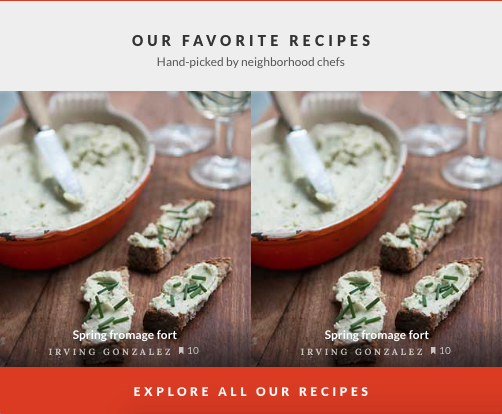 OUR FAVORITE RECIPES
Hand-picked by neighborhood chefs
Spring fromage fort
IRVING GONZALEZ 10
Spring fromage fort
IRVING GONZALEZ 10
EXPLORE ALL OUR RECIPES